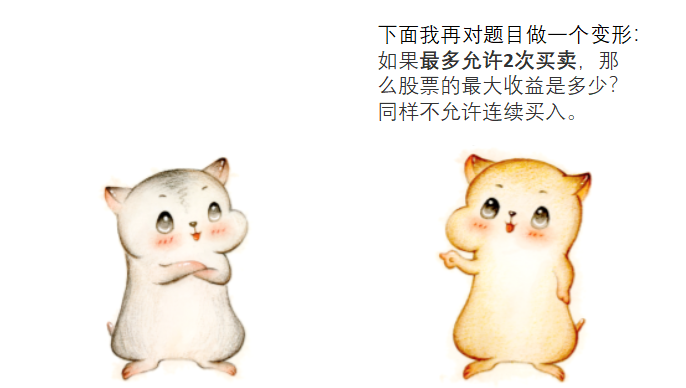 下面我再对题目做一个变形：
如果最多允许2次买卖，那
么股票的最大收益是多少？
同样不允许连续买入。